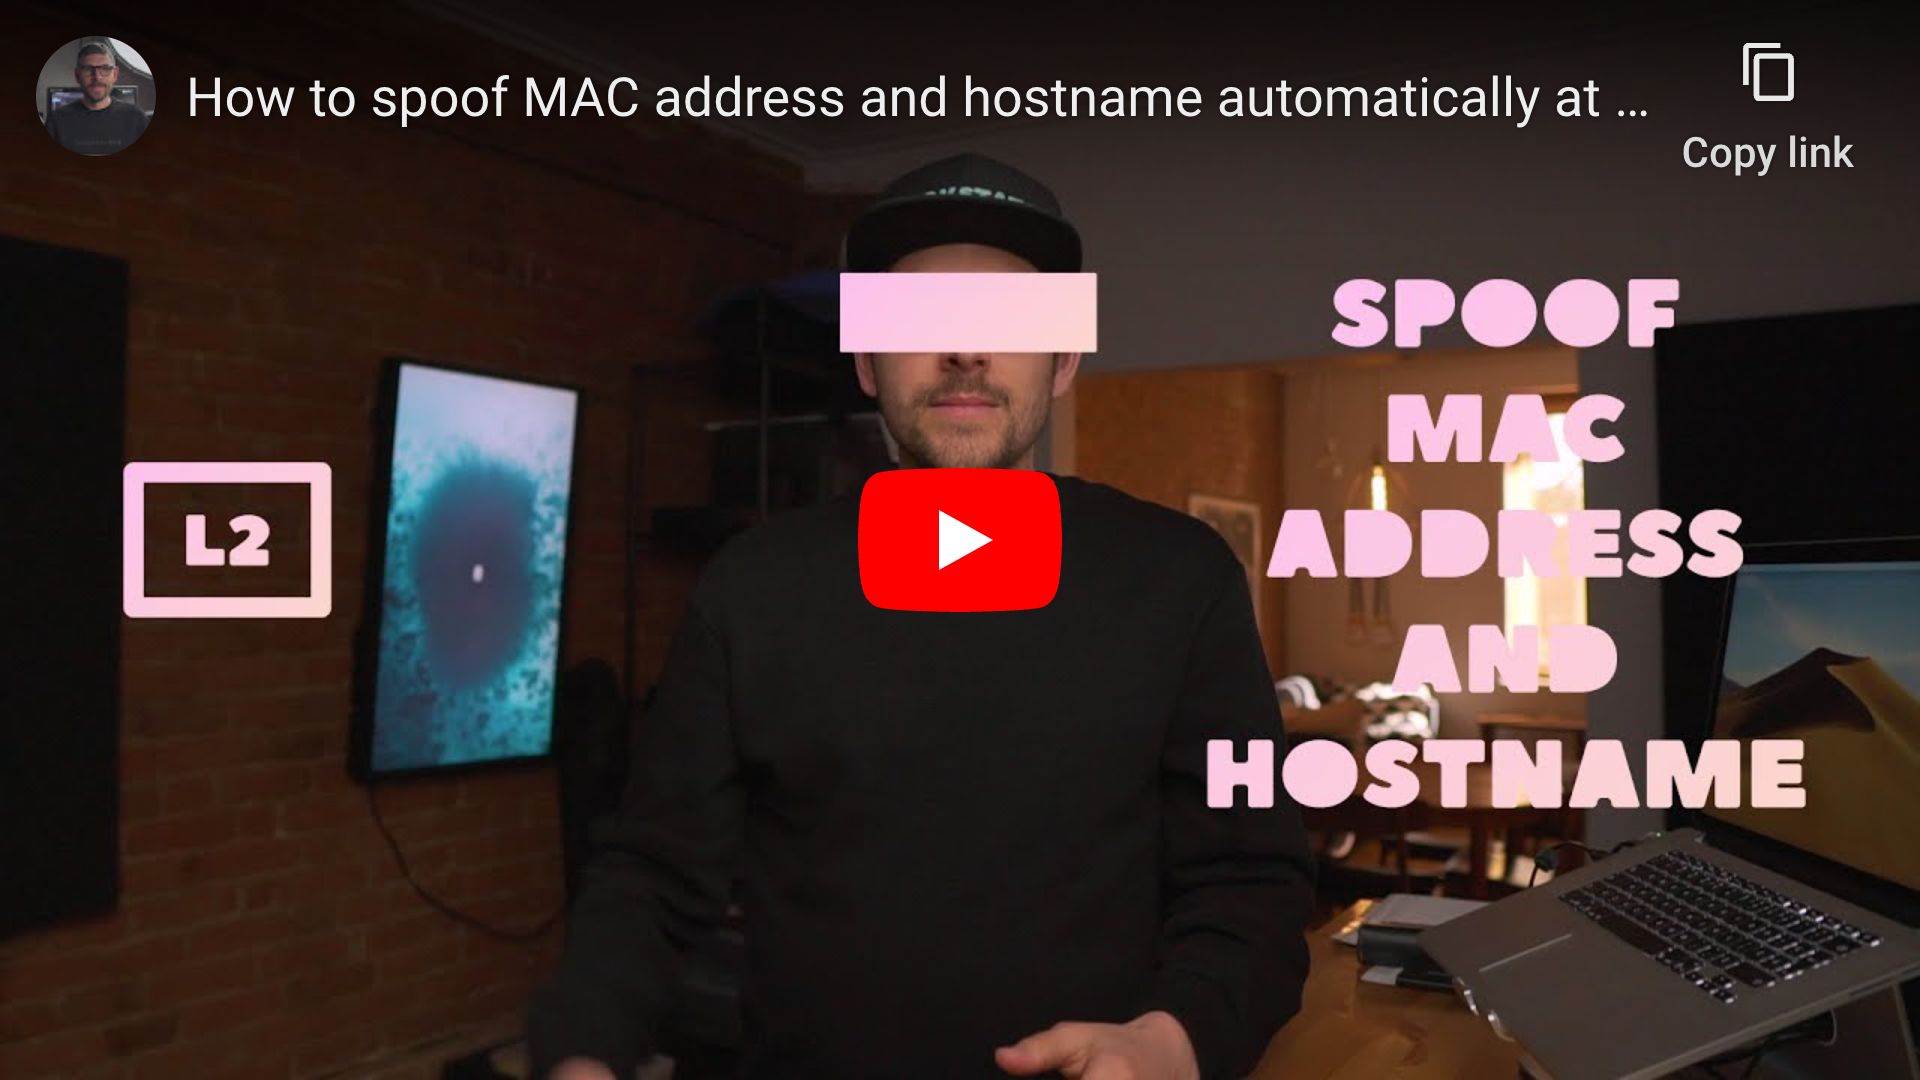 How to spoof MAC address and hostname automatically at ...
Copy link
SPOOF
MAC
ADDRESS
AND
HOSTNAME
L2